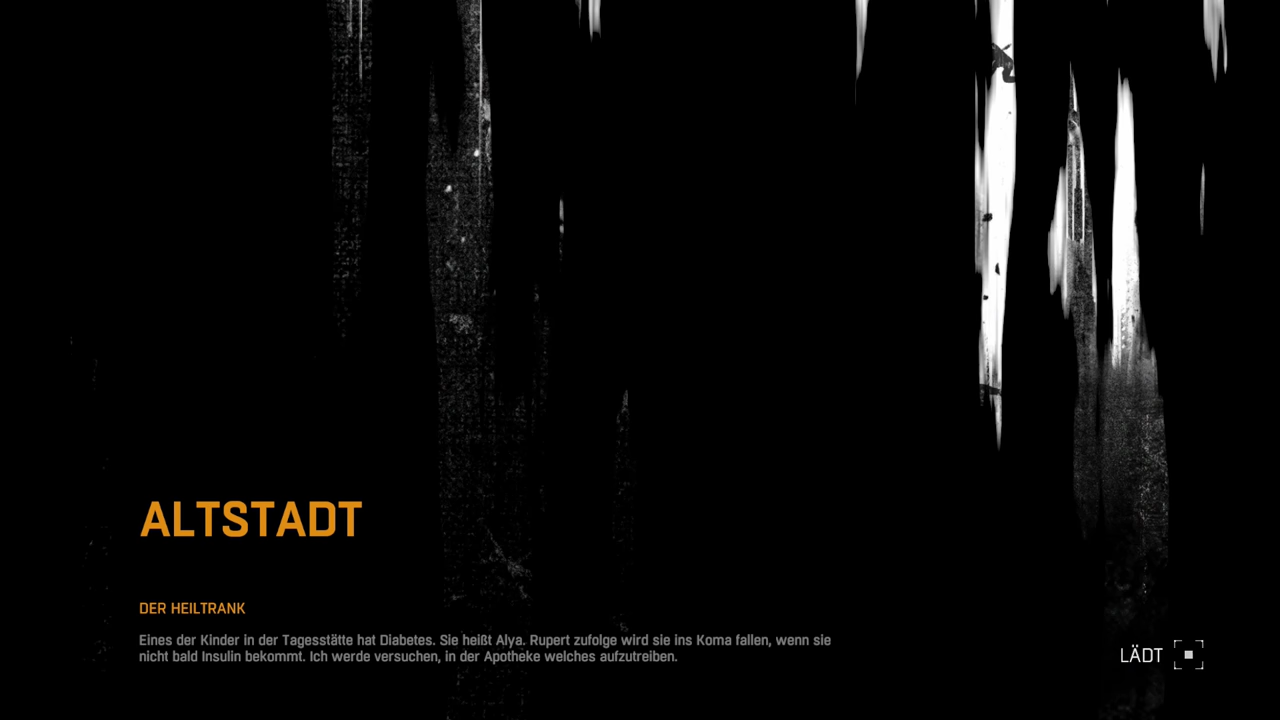 ALTSTADT
DER HEILTRANK
Eines der Kinder in der Tagesstätte hat Diabetes. Sie heißt Alya. Rupert zufolge wird sie ins Koma fallen, wenn sie
nicht bald Insulin bekommt. Ich werde versuchen, in der Apotheke welches aufzutreiben.
LÄDT